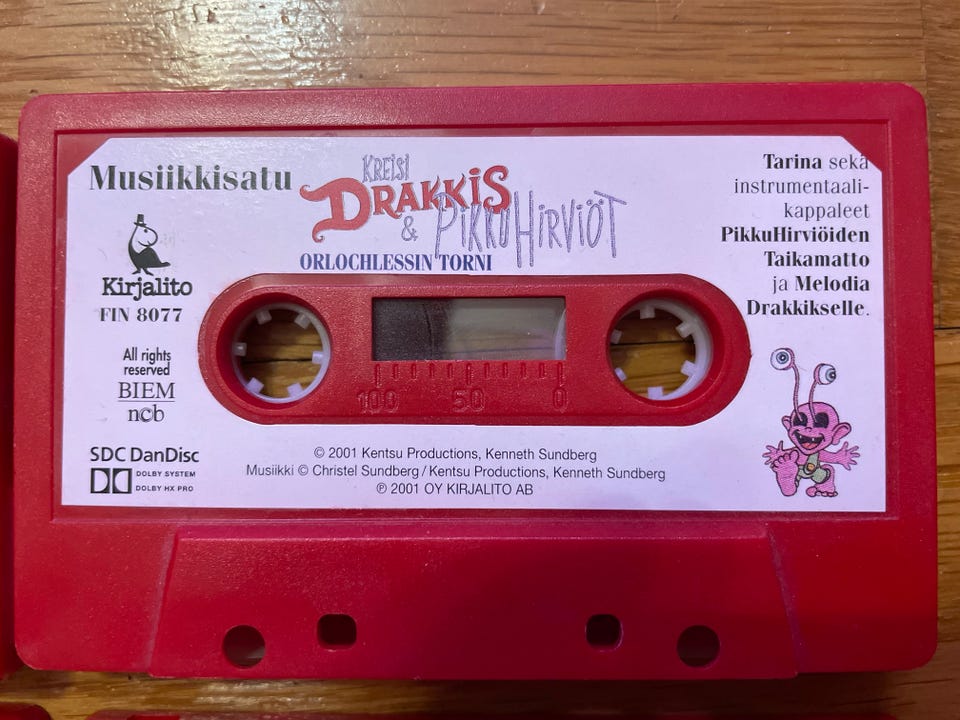 Musiikkisatu
KREISI
DRAKKIS
& PIKKUHIRVIÖT
ORLOCHLESSIN TORNI
Tarina sekä
instrumentaali-
kappaleet
PikkuHirviöiden
Taikamatto
ja Melodia
Drakkikselle.
Kirjalito
FIN 8077
All rights
reserved
BIEM
ncb
100 50 0
SDC DanDisc
DOLBY SYSTEM
DOLBY HX PRO
© 2001 Kentsu Productions, Kenneth Sundberg
Musiikki © Christel Sundberg / Kentsu Productions, Kenneth Sundberg
℗ 2001 OY KIRJALITO AB